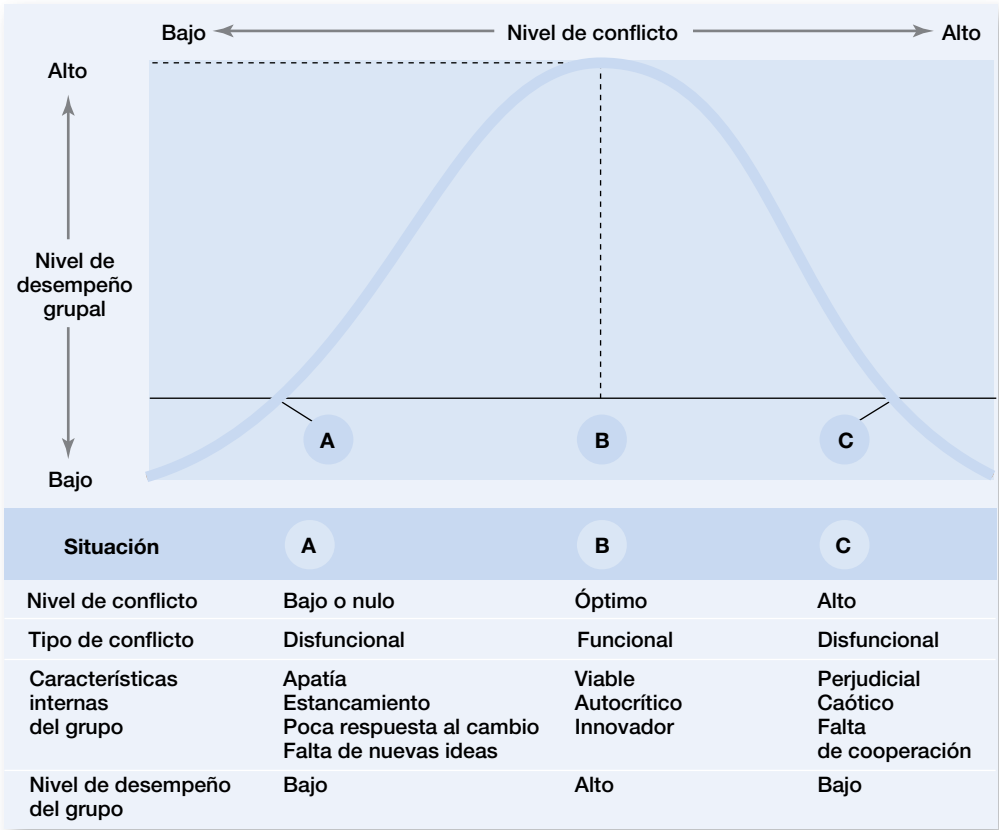 Bajo Nivel de conflicto Alto
Alto
Nivel de
desempeño
grupal
Bajo
A B C
Situación A B C
Nivel de conflicto Bajo o nulo Óptimo Alto
Tipo de conflicto Disfuncional Funcional Disfuncional
Características Apatía Viable Perjudicial
internas Estancamiento Autocrítico Caótico
del grupo Poca respuesta al cambio Innovador Falta
Falta de nuevas ideas de cooperación
Nivel de desempeño Bajo Alto Bajo
del grupo